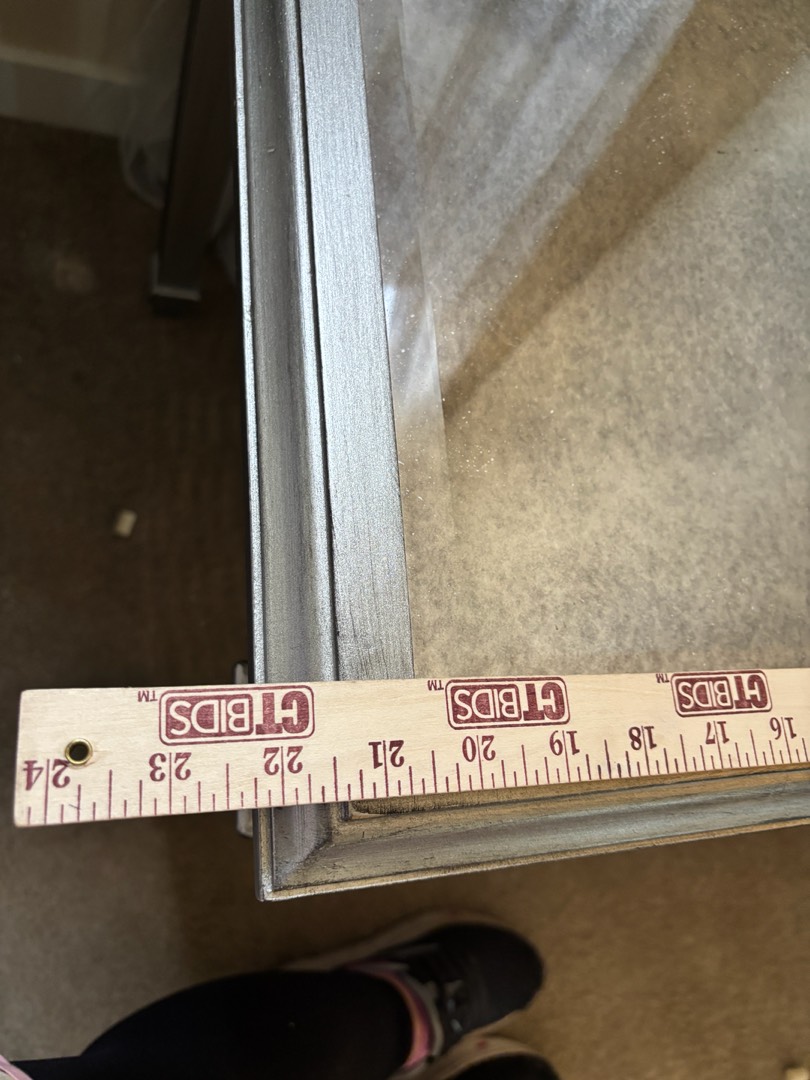 CTBIDS™ CTBIDS™ CTBIDS™
16 17 18 19 20 21 22 23 24